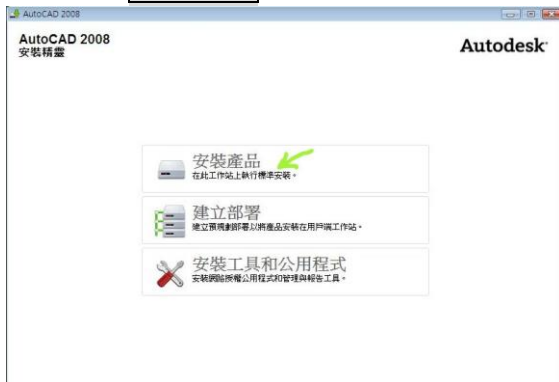 AutoCAD 2008
AutoCAD 2008
安裝精靈
Autodesk
安裝產品
在此工作站上執行標準安裝。
建立部署
建立預規劃部署以將產品安裝在用戶端工作站。
安裝工具和公用程式
安裝網路授權公用程式和管理與報告工具。